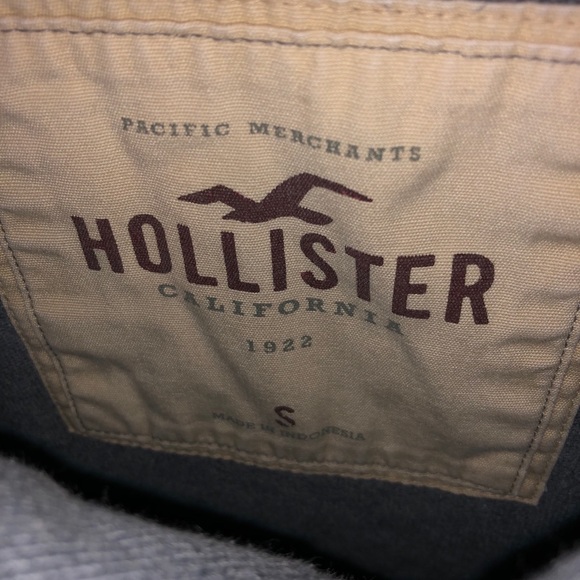 PACIFIC MERCHANTS
HOLLISTER
CALIFORNIA
1922
S
MADE IN INDONESIA